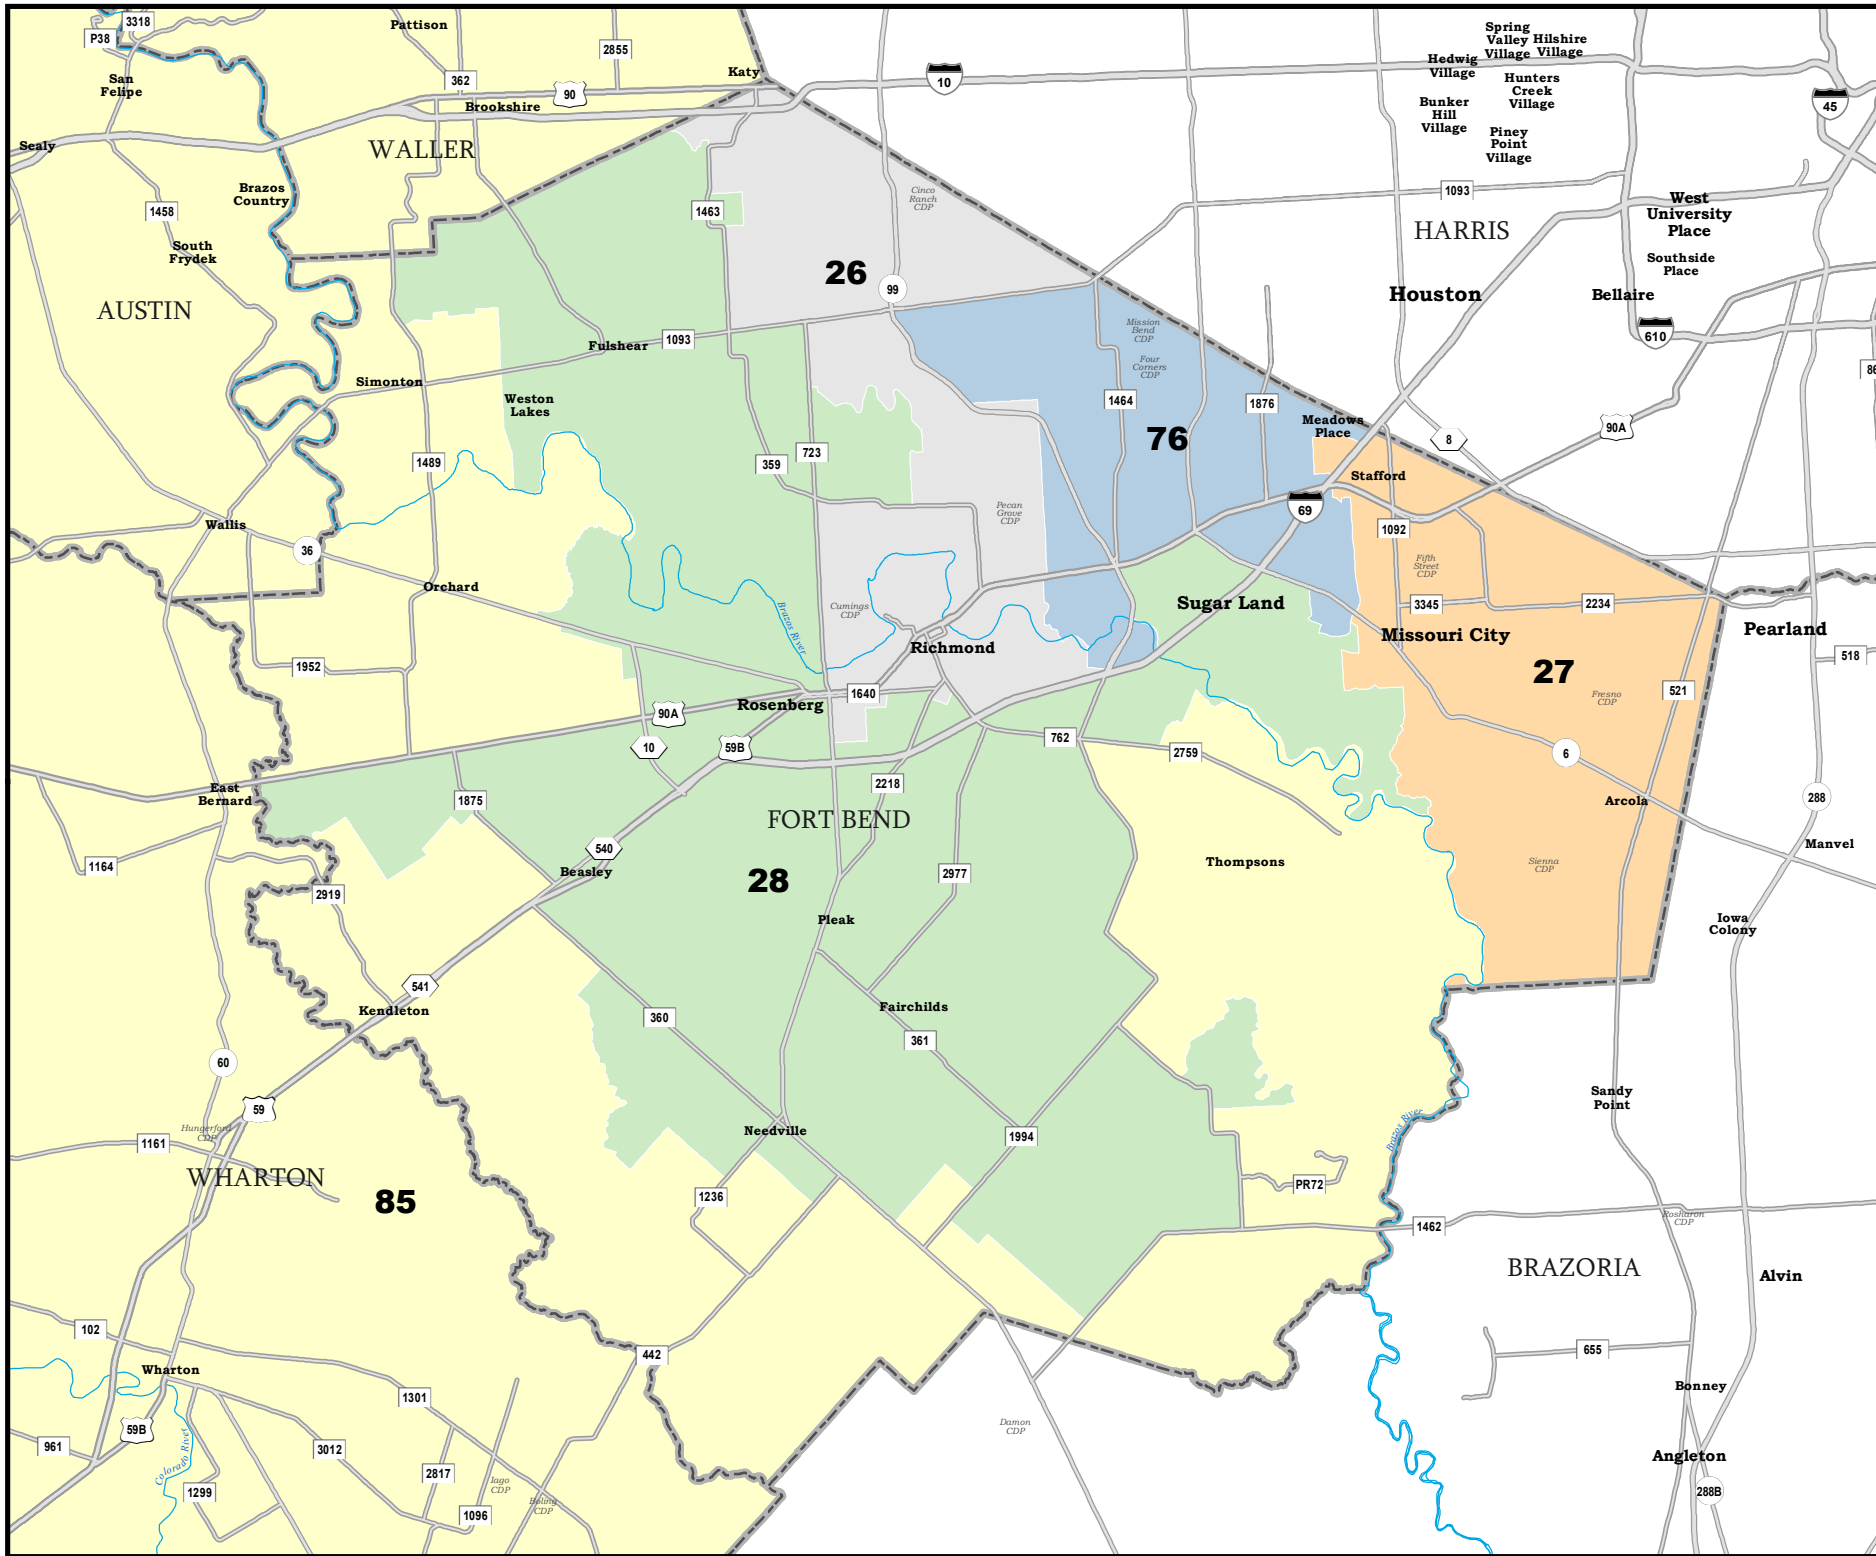 3318
P38
Pattison
2855
San
Felipe
362
Katy
90
Brookshire
10
Spring
Valley
Village
Hilshire
Village
Hedwig
Village
Hunters
Creek
Village
Bunker
Hill
Village
Piney
Point
Village
45
Sealy
WALLER
Brazos
Country
1458
South
Frydek
1463
Cinco
Ranch
CDP
1093
HARRIS
West
University
Place
Southside
Place
AUSTIN
26
99
Houston
Bellaire
610
Mission
Bend
CDP
Four
Corners
CDP
Fulshear
1093
Simonton
Weston
Lakes
1464
1876
86
Meadows
Place
8
90A
76
1489
359
723
Stafford
69
Pecan
Grove
CDP
Wallis
36
1092
Orchard
Fifth
Street
CDP
Cumings
CDP
Brazos River
Sugar Land
3345
2234
Missouri City
Pearland
Richmond
518
1952
27
1640
Rosenberg
90A
Fresno
CDP
521
10
59B
762
2759
6
2218
East
Bernard
1875
FORT BEND
Arcola
288
Manvel
540
1164
Beasley
28
2977
Thompsons
Sienna
CDP
2919
Pleak
Iowa
Colony
541
Kendleton
Fairchilds
360
361
60
59
Sandy
Point
Hungerford
CDP
1161
Needville
1994
Brazos River
WHARTON
85
1236
PR72
1462
Rosharon
CDP
BRAZORIA
Alvin
102
442
655
Wharton
1301
Bonney
59B
961
Colorado River
3012
Damon
CDP
Angleton
2817
Iago
CDP
1299
288B
1096
Boling
CDP